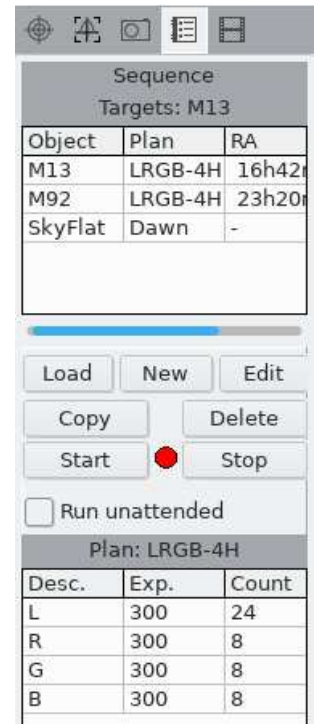 Sequence
Targets: M13
Object Plan RA
M13 LRGB-4H 16h42
M92 LRGB-4H 23h20
SkyFlat Dawn -
Load New Edit
Copy Delete
Start Stop
Run unattended
Plan: LRGB-4H
Desc. Exp. Count
L 300 24
R 300 8
G 300 8
B 300 8